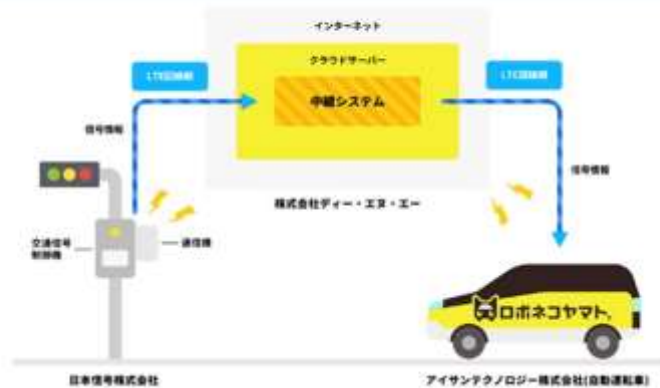 インターネット
クラウドサーバー
中継システム
LTE回線網
LTE回線網
信号情報
信号情報
株式会社ディー・エヌ・エー
交通信号
制御機
通信機
ロボネコヤマト
日本信号株式会社
アイサンテクノロジー株式会社(自動運転車)